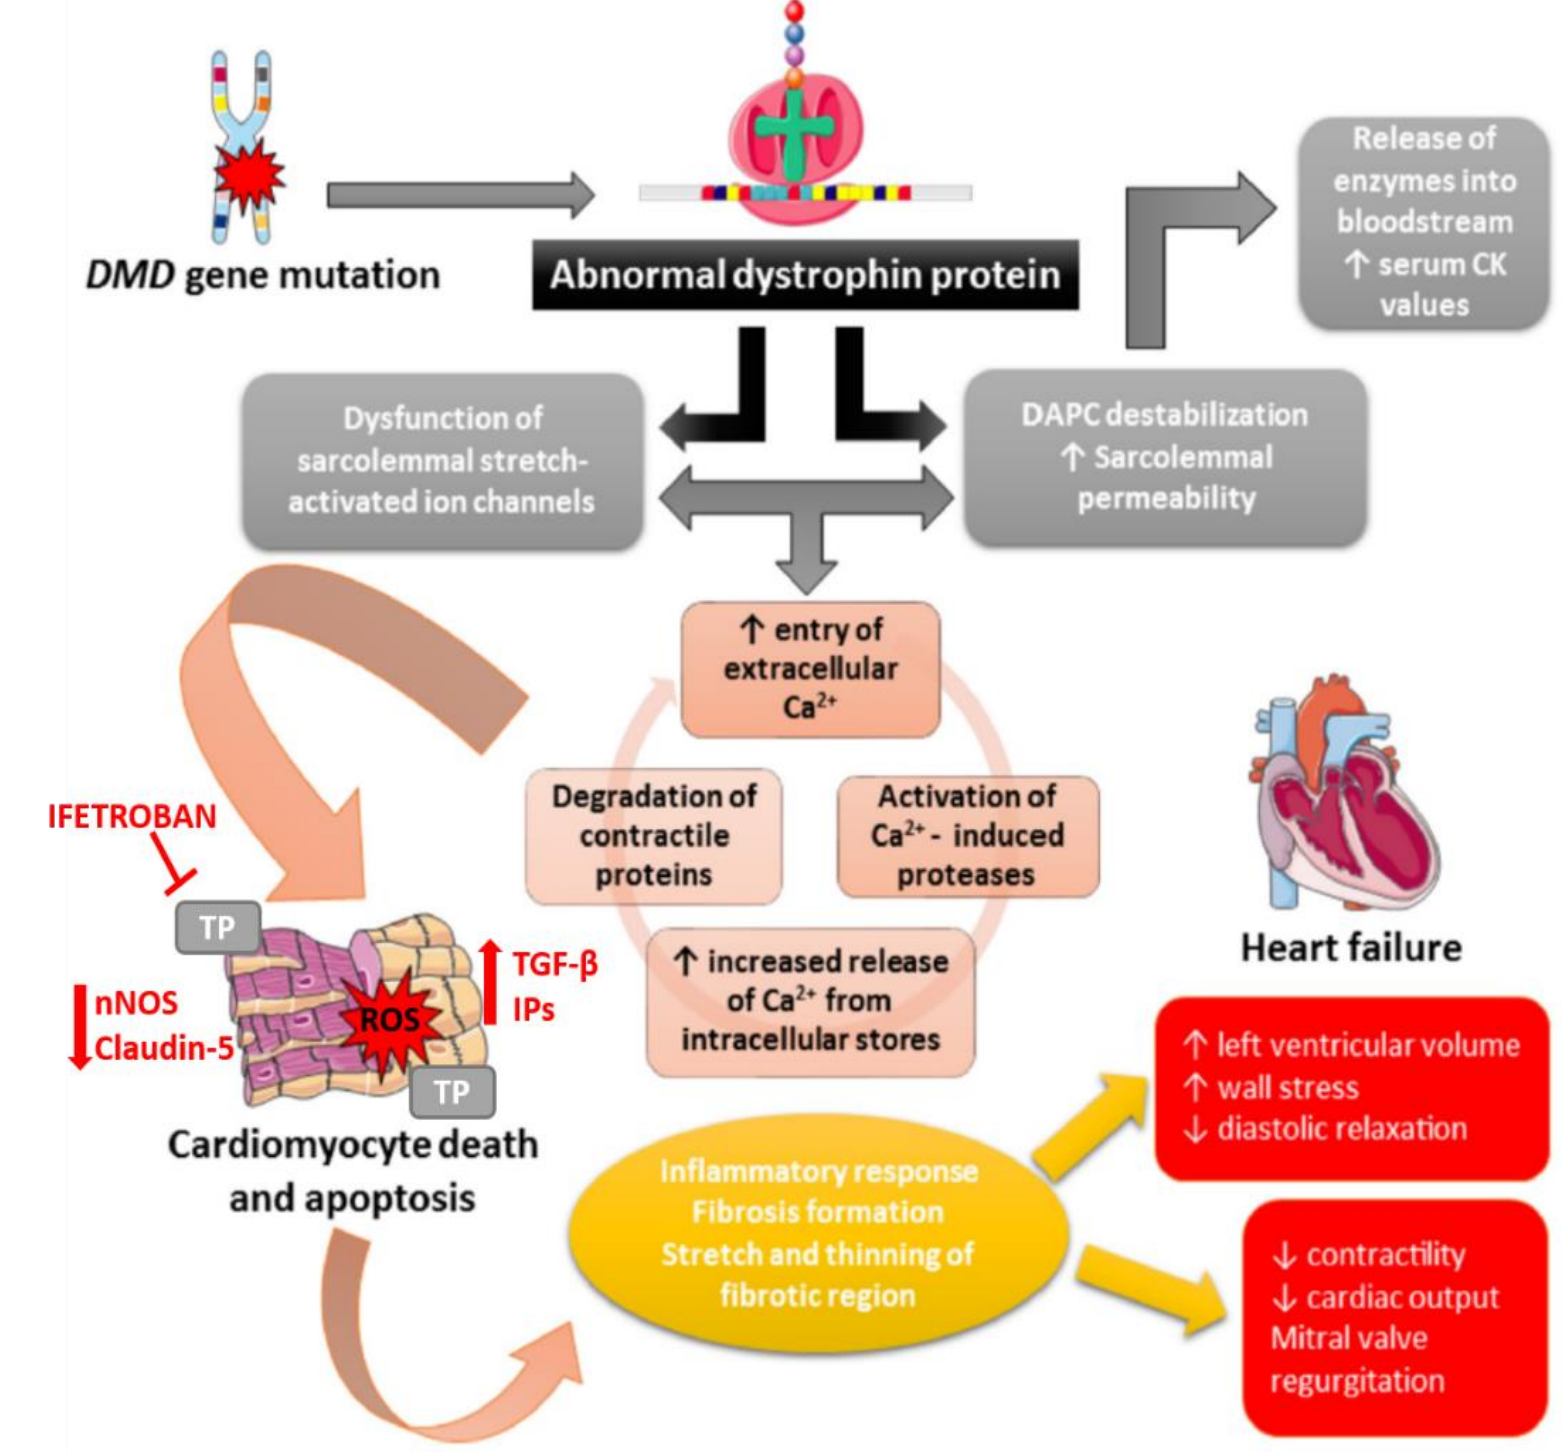 DMD gene mutation
Abnormal dystrophin protein
Release of
enzymes into
bloodstream
↑ serum CK
values
Dysfunction of
sarcolemmal stretch-
activated ion channels
DAPC destabilization
↑ Sarcolemmal
permeability
↑ entry of
extracellular
Ca²⁺
Degradation of
contractile
proteins
Activation of
Ca²⁺ - induced
proteases
↑ increased release
of Ca²⁺ from
intracellular stores
IFETROBAN
TP
nNOS
Claudin-5
ROS
TGF-β
IPs
TP
Cardiomyocyte death
and apoptosis
Inflammatory response
Fibrosis formation
Stretch and thinning of
fibrotic region
Heart failure
↑ left ventricular volume
↑ wall stress
↓ diastolic relaxation
↓ contractility
↓ cardiac output
Mitral valve
regurgitation